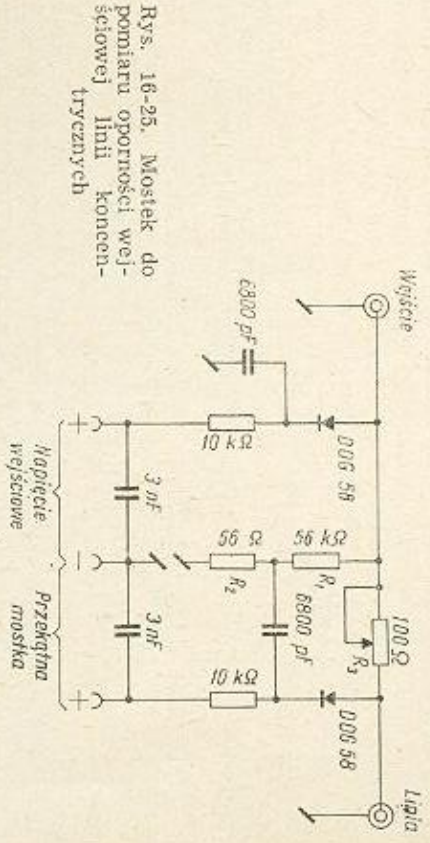 Wejście
Linia
100 Ω
R₃
DOG 58
DOG 58
6800 pF
56 kΩ
R₁
6800 pF
10 kΩ
56 Ω
R₂
10 kΩ
3 nF
3 nF
+
−
+
Napięcie
wejściowe
Przekątna
mostka
Rys. 16-25. Mostek do
pomiaru oporności wej-
ściowej linii koncen-
trycznych